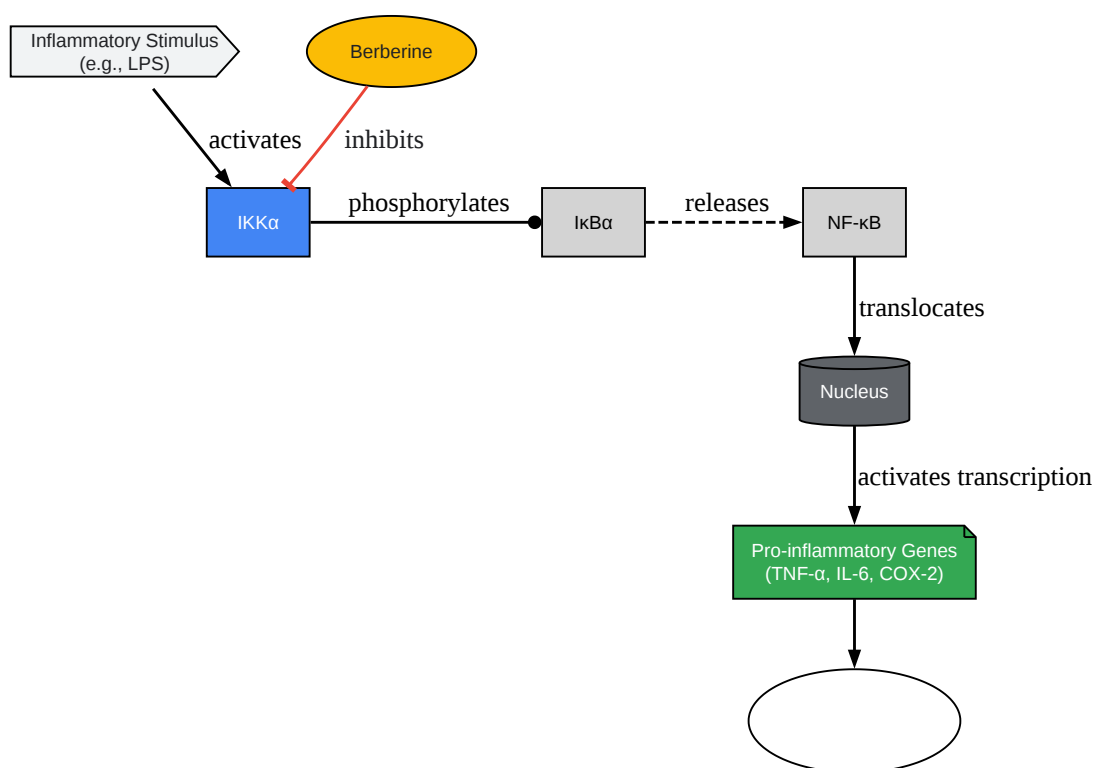 Inflammatory Stimulus
(e.g., LPS)
Berberine
activates
inhibits
IKKα
phosphorylates
IκBα
releases
NF-κB
translocates
Nucleus
activates transcription
Pro-inflammatory Genes
(TNF-α, IL-6, COX-2)